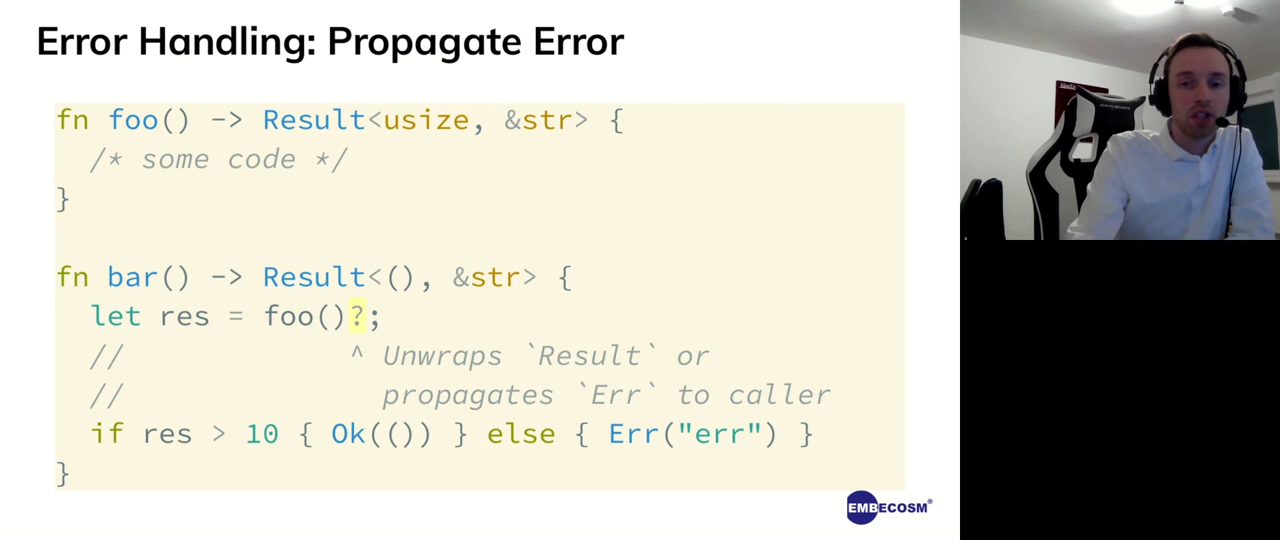 Error Handling: Propagate Error
fn foo() -> Result<usize, &str> {
  /* some code */
}
fn bar() -> Result<(), &str> {
  let res = foo()?;
  //             ^ Unwraps `Result` or
  //               propagates `Err` to caller
  if res > 10 { Ok(()) } else { Err("err") }
}
EMBECOSM®